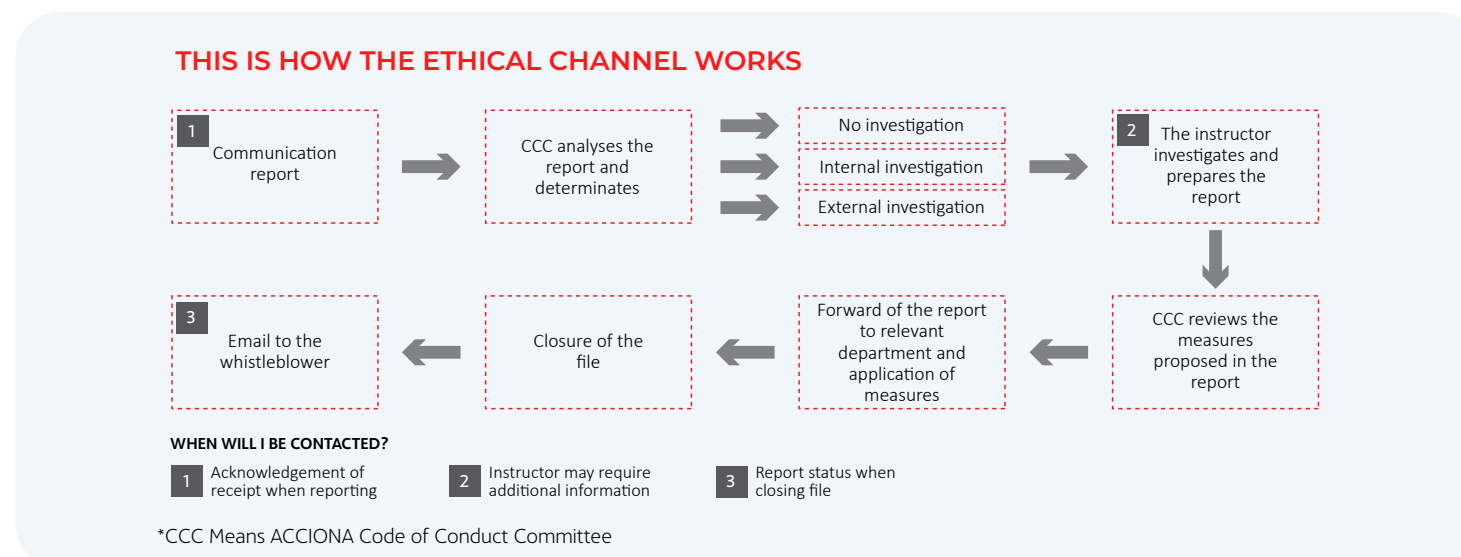 THIS IS HOW THE ETHICAL CHANNEL WORKS
1
Communication
report
CCC analyses the
report and
determinates
No investigation
Internal investigation
External investigation
2
The instructor
investigates and
prepares the
report
3
Email to the
whistleblower
Closure of the
file
Forward of the report
to relevant
department and
application of
measures
CCC reviews the
measures
proposed in the
report
WHEN WILL I BE CONTACTED?
1
Acknowledgement of
receipt when reporting
2
Instructor may require
additional information
3
Report status when
closing file
*CCC Means ACCIONA Code of Conduct Committee